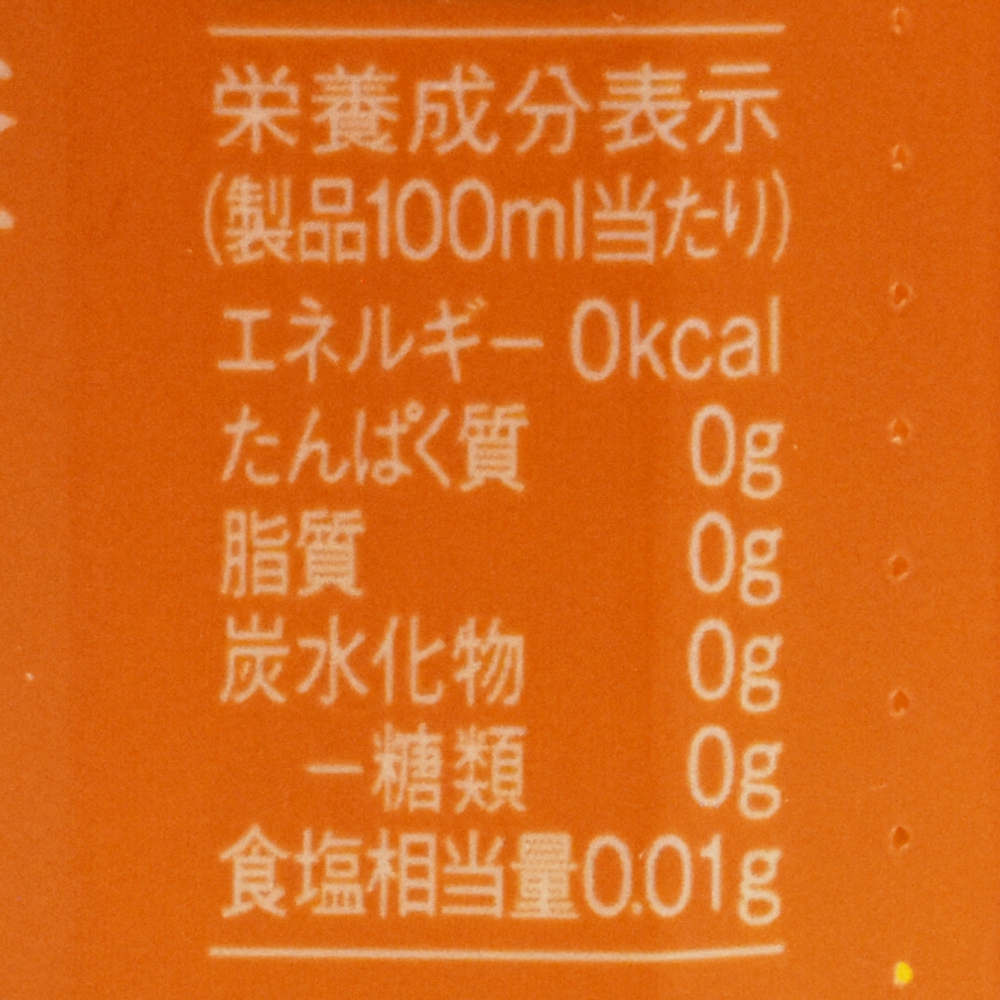 栄養成分表示
(製品100ml当たり)
エネルギー 0kcal
たんぱく質 0g
脂質 0g
炭水化物 0g
－糖類 0g
食塩相当量0.01g